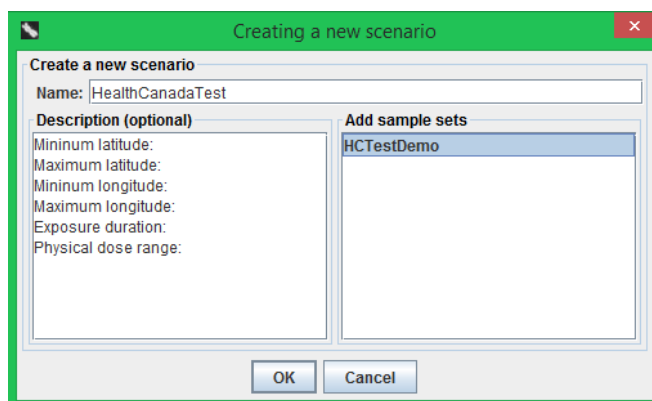 Creating a new scenario
×
Create a new scenario
Name: HealthCanadaTest
Description (optional)
Mininum latitude:
Maximum latitude:
Mininum longitude:
Maximum longitude:
Exposure duration:
Physical dose range:
Add sample sets
HCTestDemo
OK
Cancel